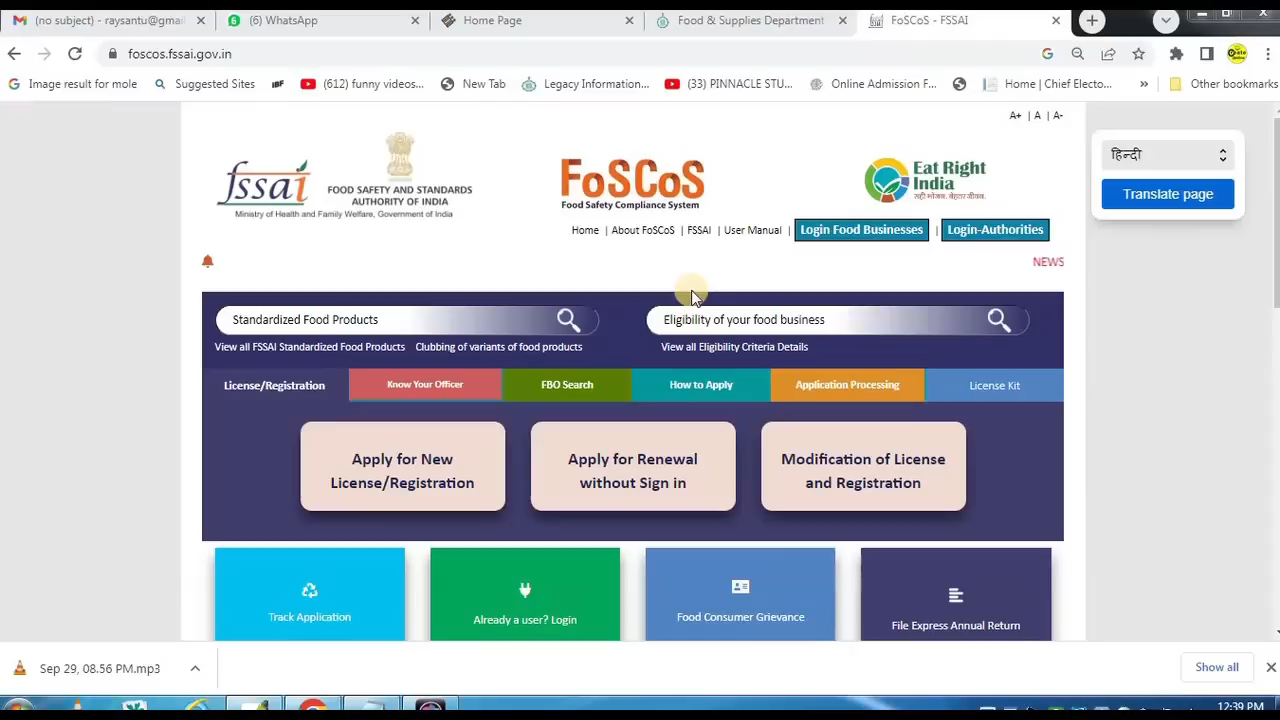 (no subject) - raysantu@gmai
(6) WhatsApp
Home Page
Food & Supplies Department
FoSCoS - FSSAI
foscos.fssai.gov.in
Image result for mole
Suggested Sites
(612) funny videos...
New Tab
Legacy Information...
(33) PINNACLE STU...
Online Admission F...
Home | Chief Electo...
»
Other bookmarks
A+ | A | A-
हिन्दी
Translate page
fssai
FOOD SAFETY AND STANDARDS
AUTHORITY OF INDIA
Ministry of Health and Family Welfare, Government of India
FoSCoS
Food Safety Compliance System
Eat Right
India
सही भोजन. बेहतर जीवन.
Home | About FoSCoS | FSSAI | User Manual | Login Food Businesses | Login-Authorities
NEWS
Standardized Food Products
Eligibility of your food business
View all FSSAI Standardized Food Products
Clubbing of variants of food products
View all Eligibility Criteria Details
License/Registration
Know Your Officer
FBO Search
How to Apply
Application Processing
License Kit
Apply for New
License/Registration
Apply for Renewal
without Sign in
Modification of License
and Registration
Track Application
Already a user? Login
Food Consumer Grievance
File Express Annual Return
Sep 29, 08.56 PM.mp3
Show all
12:39 PM